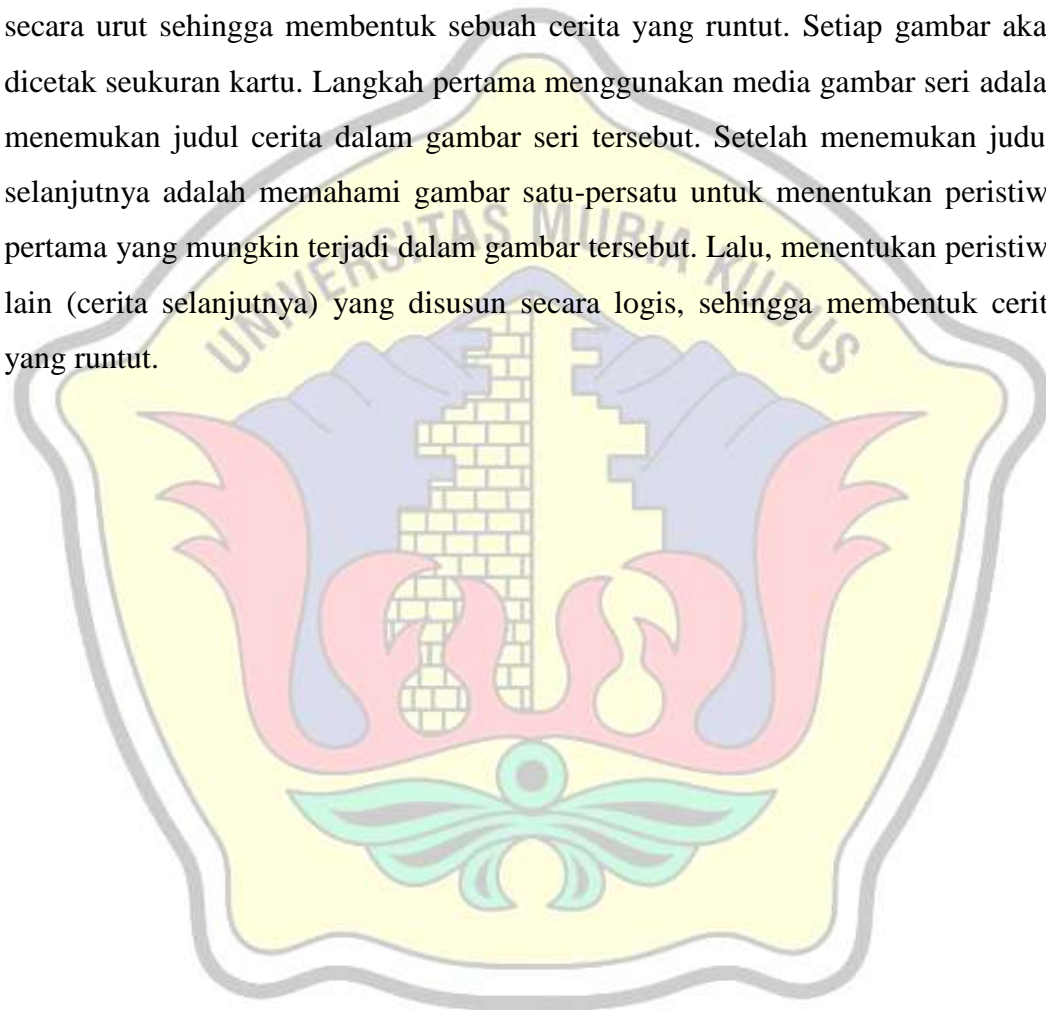 secara urut sehingga membentuk sebuah cerita yang runtut. Setiap gambar aka
dicetak seukuran kartu. Langkah pertama menggunakan media gambar seri adala
menemukan judul cerita dalam gambar seri tersebut. Setelah menemukan judu
selanjutnya adalah memahami gambar satu-persatu untuk menentukan peristiw
pertama yang mungkin terjadi dalam gambar tersebut. Lalu, menentukan peristiw
lain (cerita selanjutnya) yang disusun secara logis, sehingga membentuk cerit
yang runtut.
UNIVERSITAS MURIA KUDUS